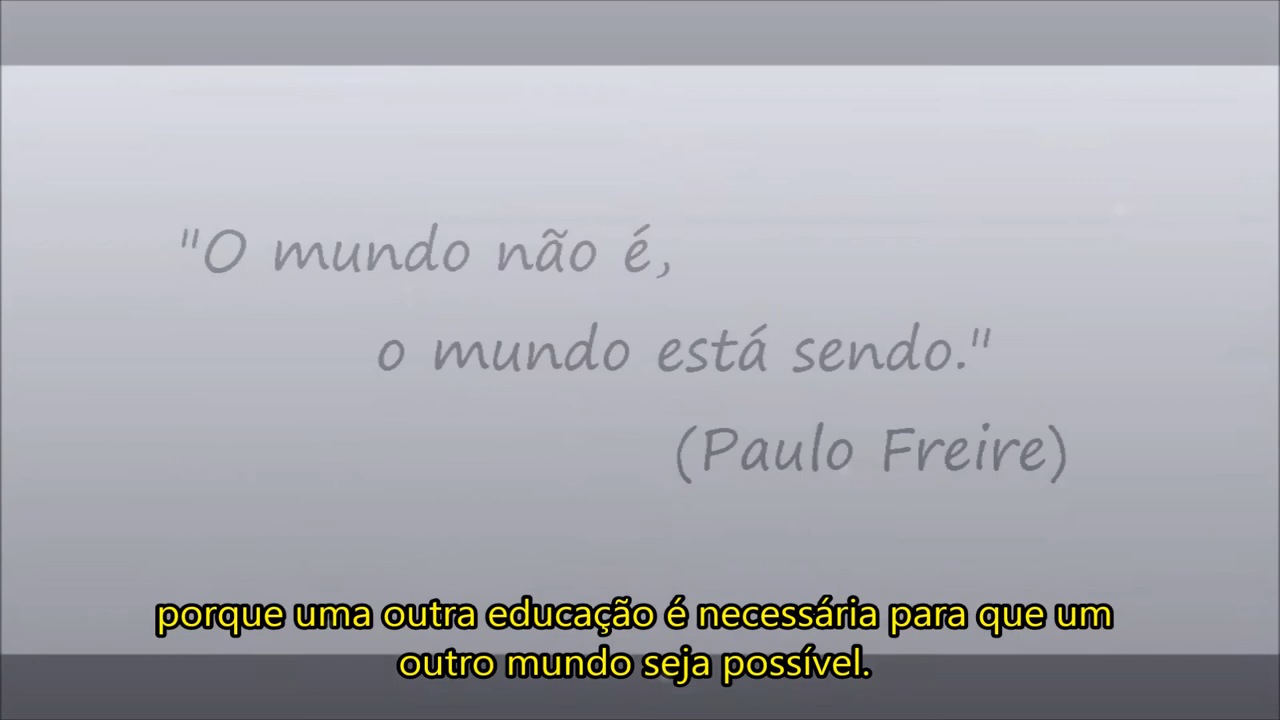 "O mundo não é,
o mundo está sendo."
(Paulo Freire)
porque uma outra educação é necessária para que um
outro mundo seja possível.